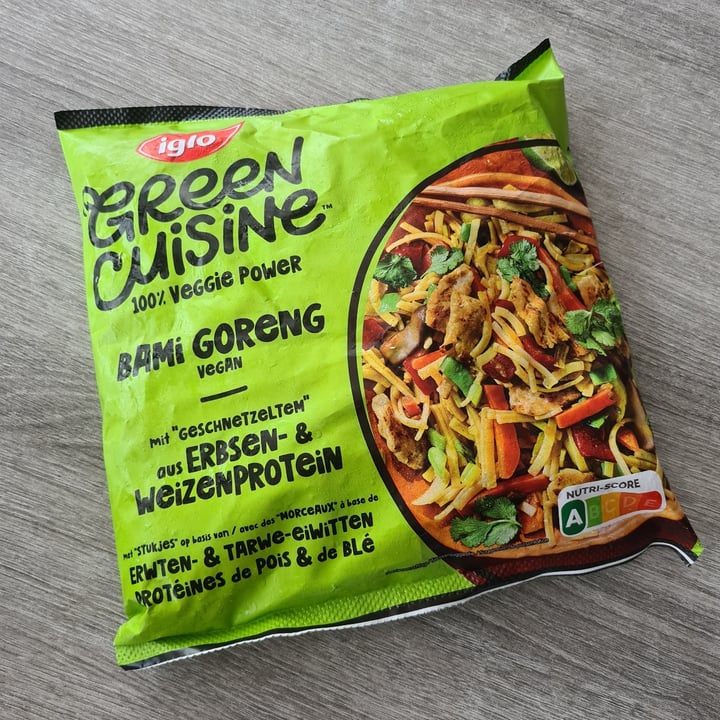 iglo
GREEN
CUISINE™
100% VEGGIE POWER
BAMI GORENG
VEGAN
mit "GESCHNETZELTEM"
aus ERBSEN- &
WEIZENPROTEIN
met "STUKJES" op basis van / avec des "MORCEAUX" à base de
ERWTEN- & TARWE-EIWITTEN
PROTÉINES de POIS & de BLÉ
NUTRI-SCORE
A B C D E